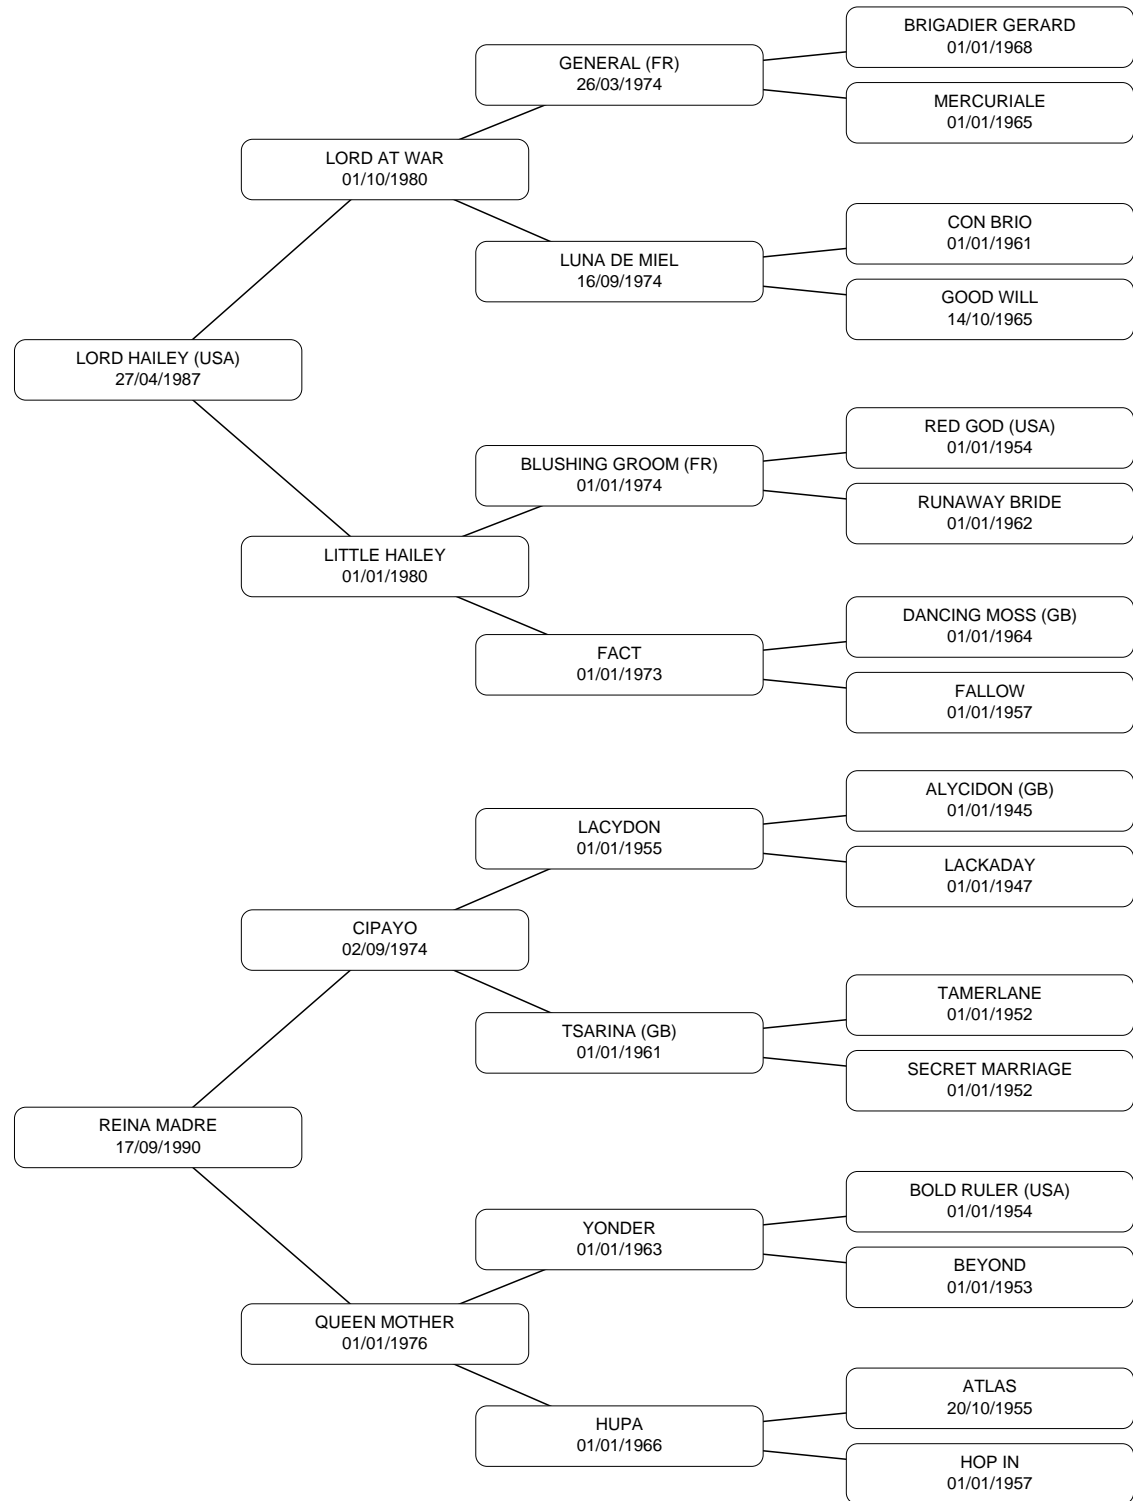 BRIGADIER GERARD
01/01/1968
GENERAL (FR)
26/03/1974
MERCURIALE
01/01/1965
LORD AT WAR
01/10/1980
CON BRIO
01/01/1961
LUNA DE MIEL
16/09/1974
GOOD WILL
14/10/1965
LORD HAILEY (USA)
27/04/1987
RED GOD (USA)
01/01/1954
BLUSHING GROOM (FR)
01/01/1974
RUNAWAY BRIDE
01/01/1962
LITTLE HAILEY
01/01/1980
DANCING MOSS (GB)
01/01/1964
FACT
01/01/1973
FALLOW
01/01/1957
ALYCIDON (GB)
01/01/1945
LACYDON
01/01/1955
LACKADAY
01/01/1947
CIPAYO
02/09/1974
TAMERLANE
01/01/1952
TSARINA (GB)
01/01/1961
SECRET MARRIAGE
01/01/1952
REINA MADRE
17/09/1990
BOLD RULER (USA)
01/01/1954
YONDER
01/01/1963
BEYOND
01/01/1953
QUEEN MOTHER
01/01/1976
ATLAS
20/10/1955
HUPA
01/01/1966
HOP IN
01/01/1957